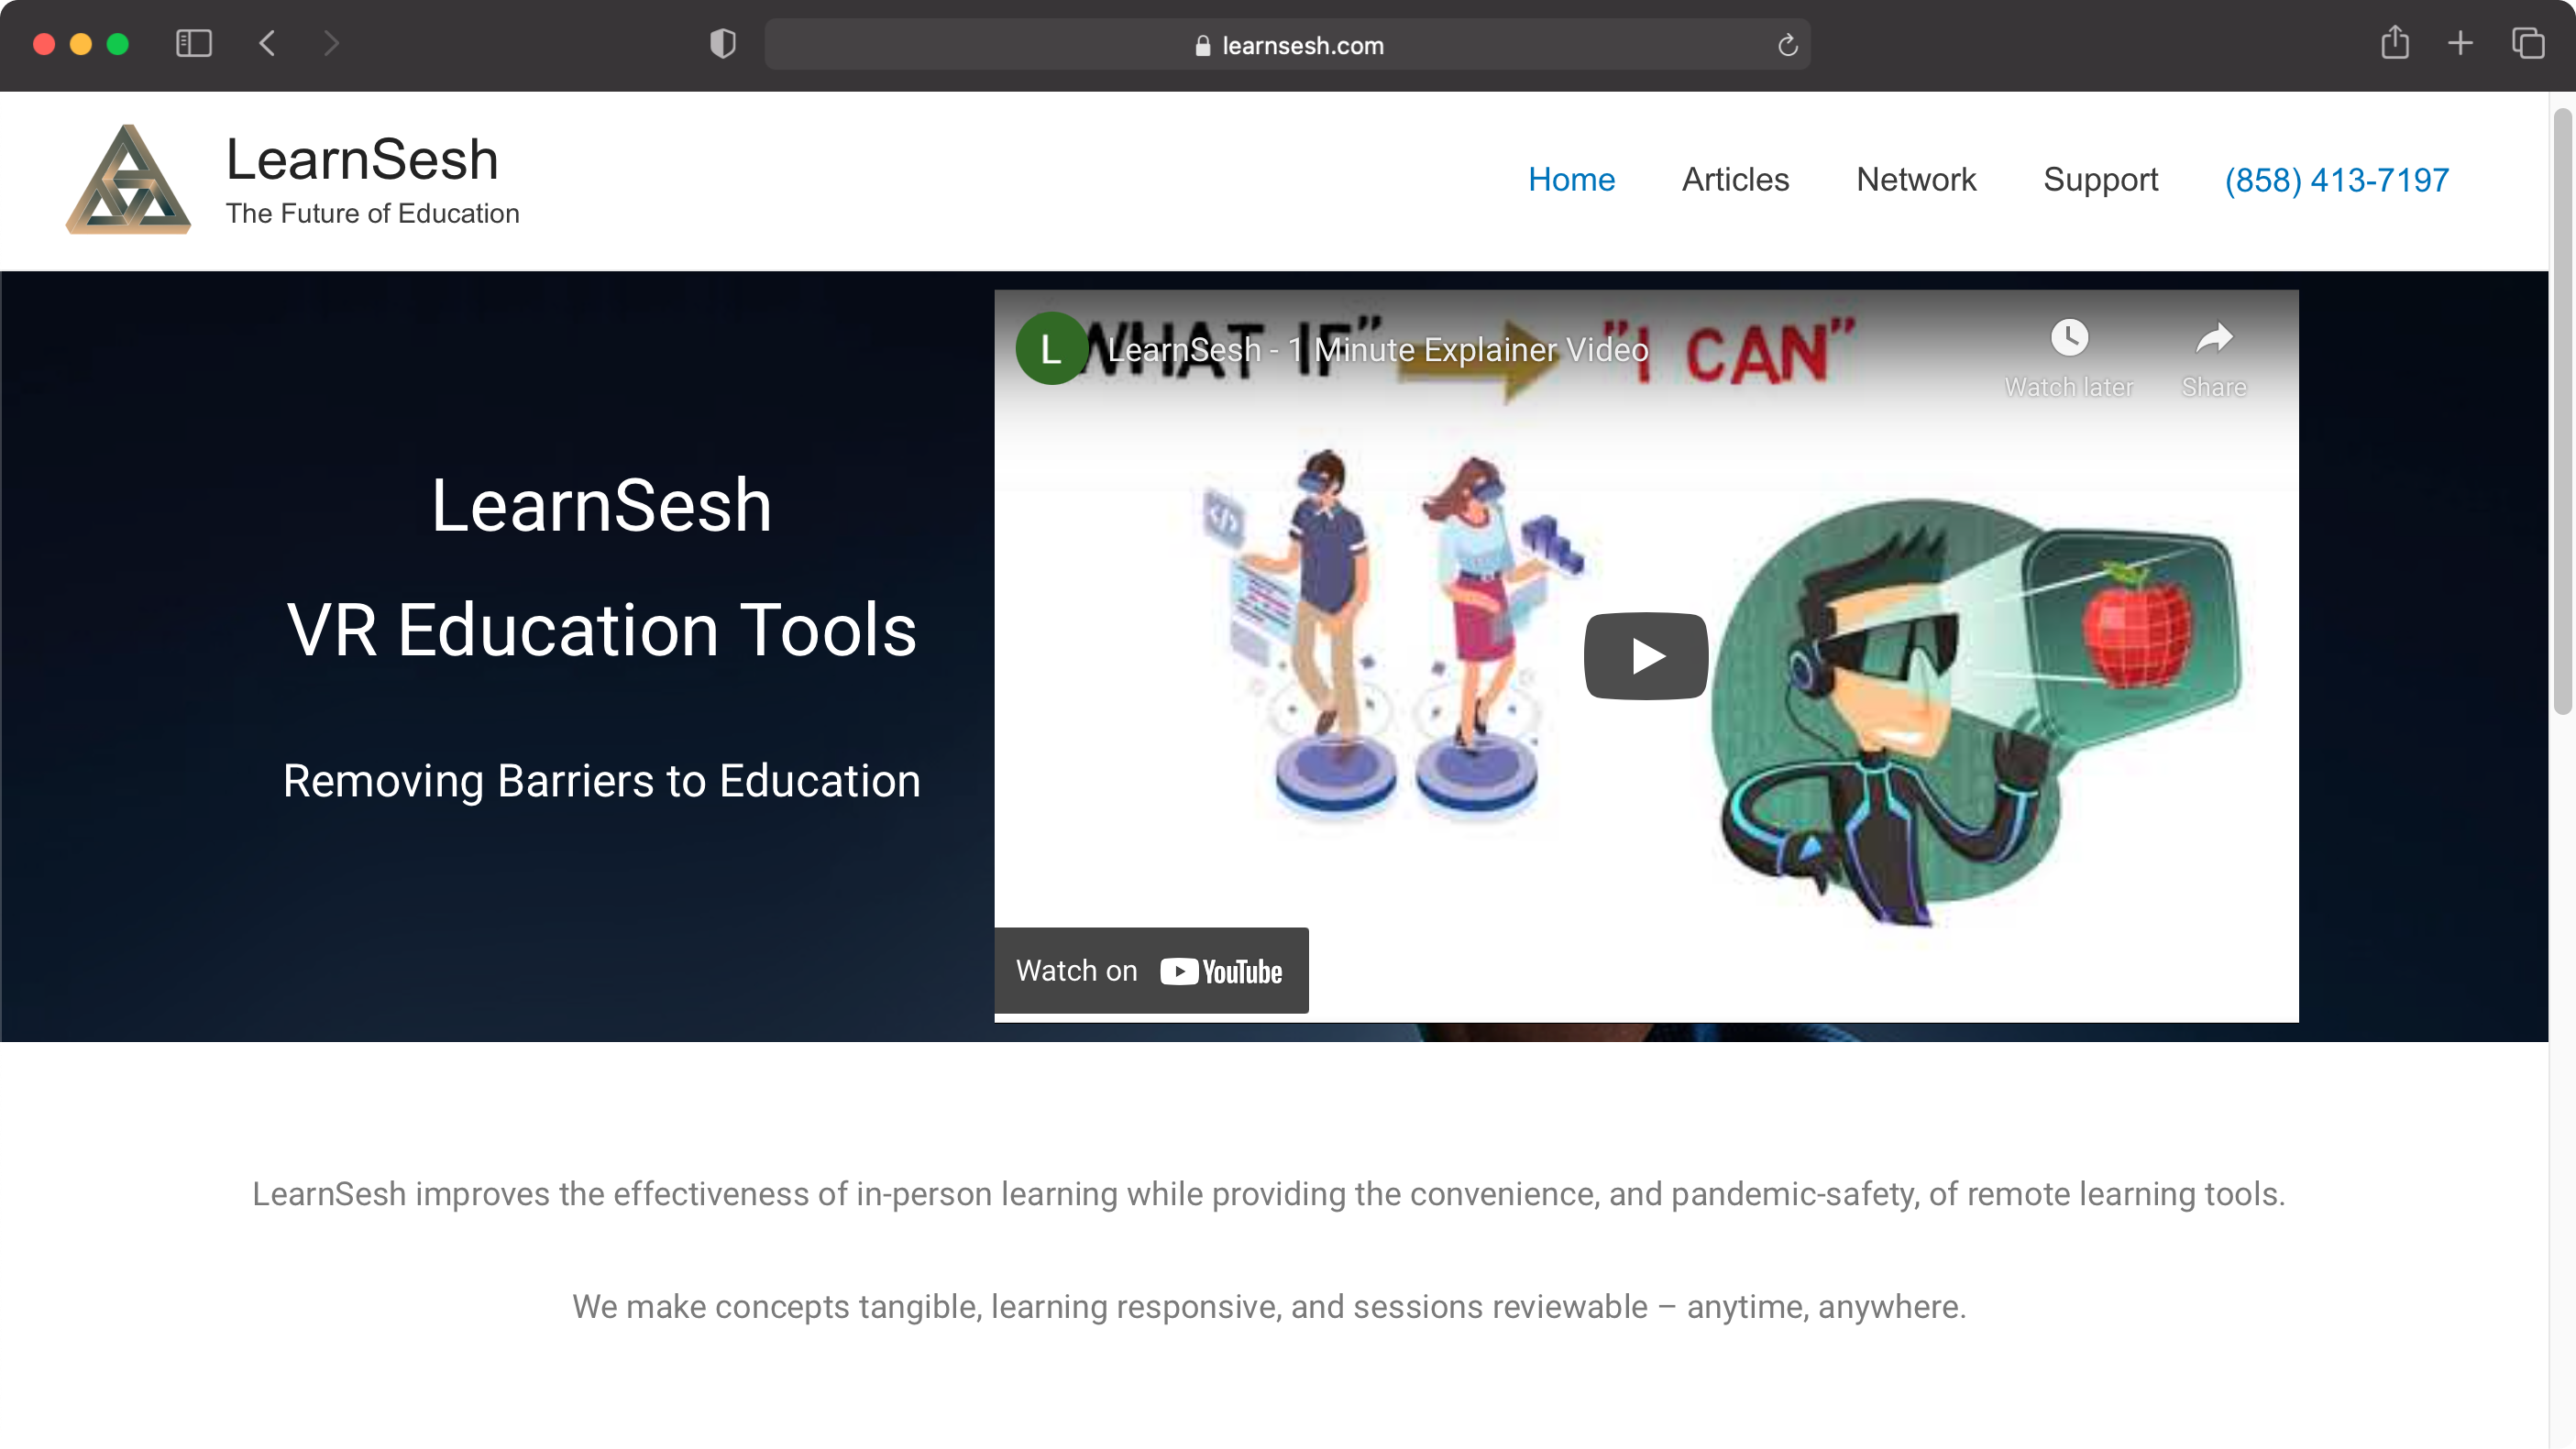 learnsesh.com
LearnSesh
The Future of Education
Home Articles Network Support (858) 413-7197
"WHAT IF" "I CAN"
L LearnSesh - 1 Minute Explainer Video
Watch later Share
LearnSesh
VR Education Tools
Removing Barriers to Education
</>
Watch on YouTube
LearnSesh improves the effectiveness of in-person learning while providing the convenience, and pandemic-safety, of remote learning tools.
We make concepts tangible, learning responsive, and sessions reviewable – anytime, anywhere.